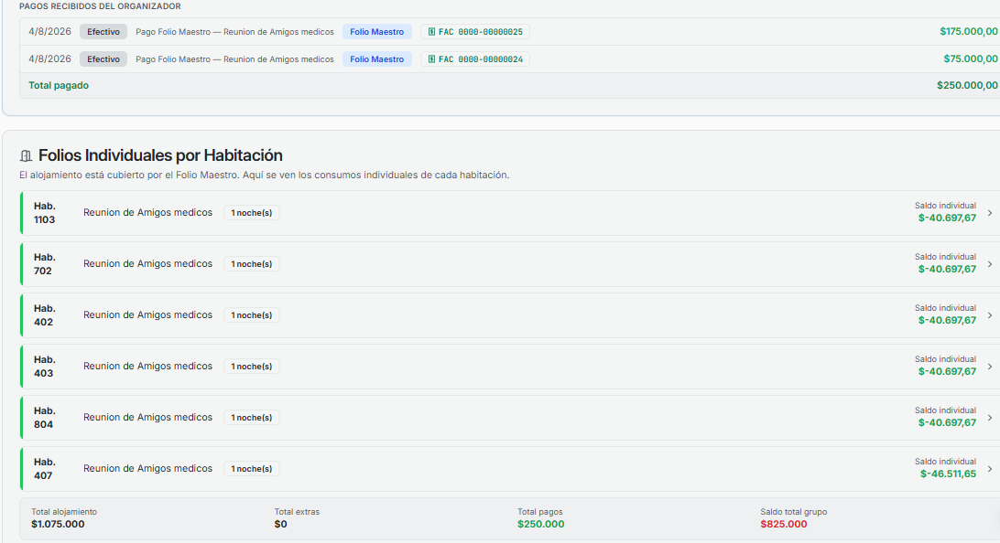 PAGOS RECIBIDOS DEL ORGANIZADOR
4/8/2026 Efectivo Pago Folio Maestro — Reunion de Amigos medicos Folio Maestro FAC 0000-00000025 $175.000,00
4/8/2026 Efectivo Pago Folio Maestro — Reunion de Amigos medicos Folio Maestro FAC 0000-00000024 $75.000,00
Total pagado $250.000,00
Folios Individuales por Habitación
El alojamiento está cubierto por el Folio Maestro. Aquí se ven los consumos individuales de cada habitación.
Hab. 1103 Reunion de Amigos medicos 1 noche(s) Saldo individual $-40.697,67
Hab. 702 Reunion de Amigos medicos 1 noche(s) Saldo individual $-40.697,67
Hab. 402 Reunion de Amigos medicos 1 noche(s) Saldo individual $-40.697,67
Hab. 403 Reunion de Amigos medicos 1 noche(s) Saldo individual $-40.697,67
Hab. 804 Reunion de Amigos medicos 1 noche(s) Saldo individual $-40.697,67
Hab. 407 Reunion de Amigos medicos 1 noche(s) Saldo individual $-46.511,65
Total alojamiento Total extras Total pagos Saldo total grupo
$1.075.000 $0 $250.000 $825.000